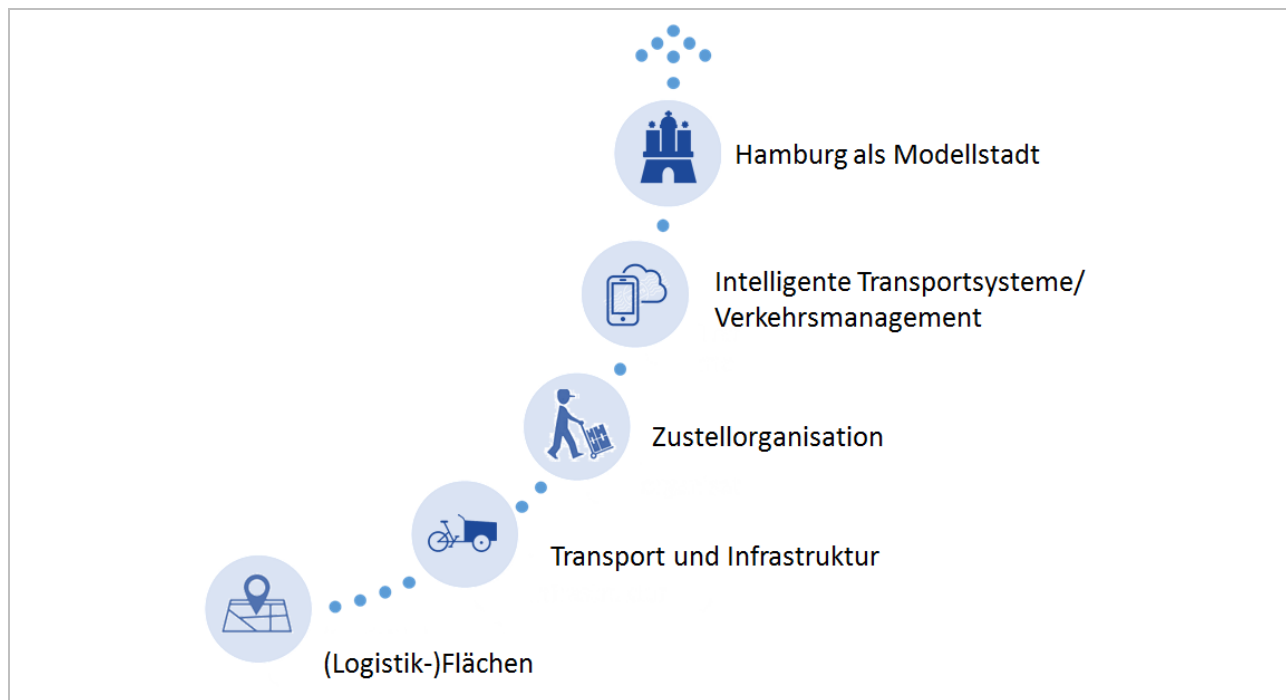 Hamburg als Modellstadt
Intelligente Transportsysteme/
Verkehrsmanagement
Zustellorganisation
Transport und Infrastruktur
(Logistik-)Flächen